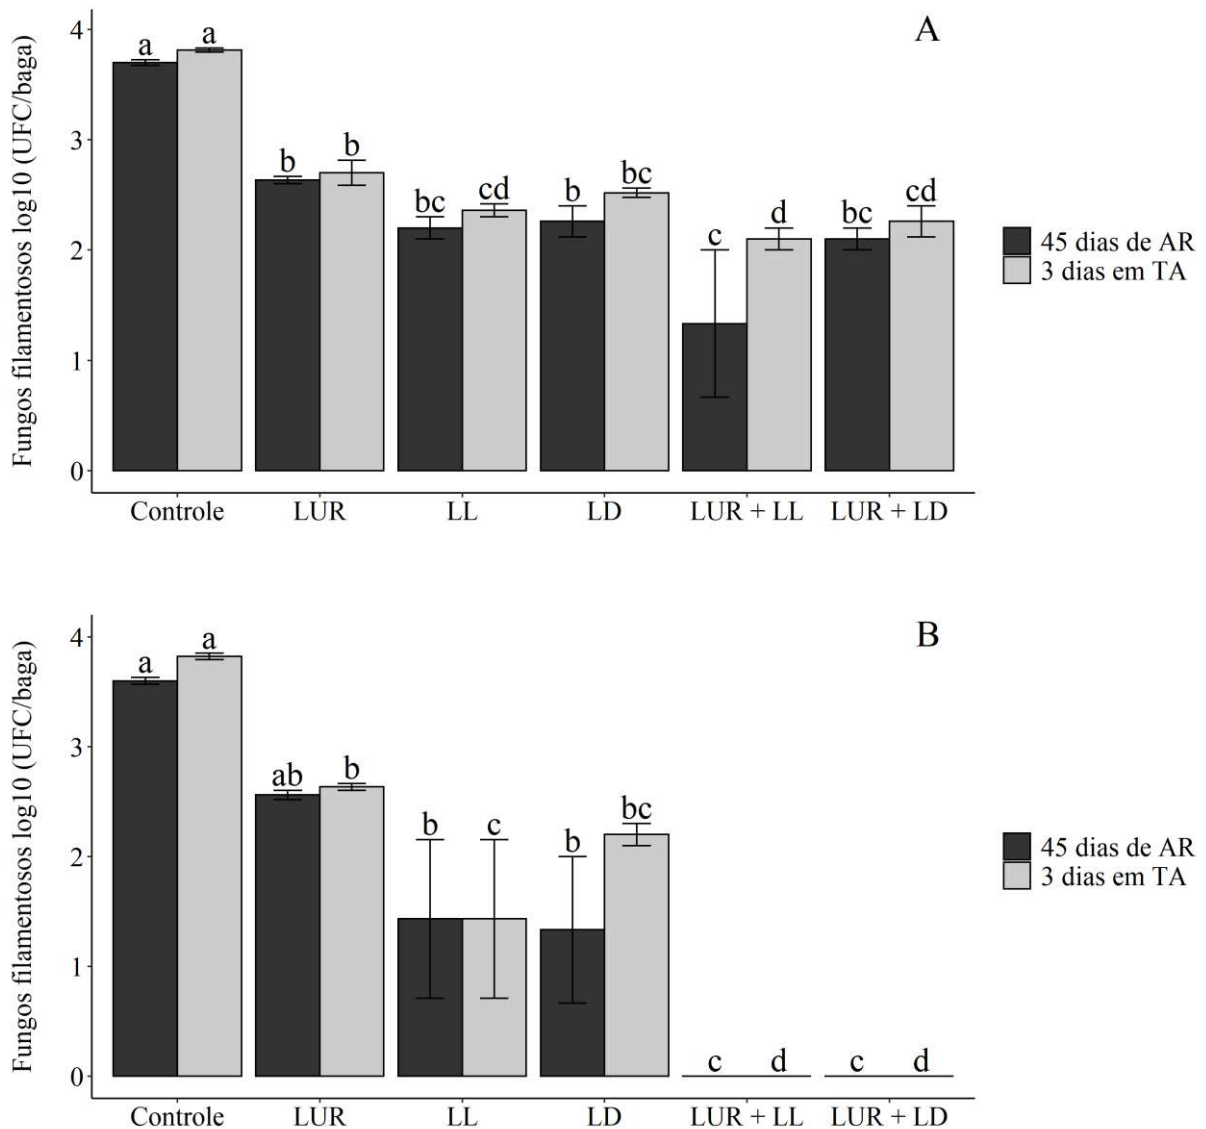 A
Fungos filamentosos log10 (UFC/baga)
4
3
2
1
0
a
a
b
b
bc
cd
b
bc
c
d
bc
cd
Controle
LUR
LL
LD
LUR + LL
LUR + LD
45 dias de AR
3 dias em TA
B
Fungos filamentosos log10 (UFC/baga)
4
3
2
1
0
a
a
ab
b
b
c
b
bc
c
d
c
d
Controle
LUR
LL
LD
LUR + LL
LUR + LD
45 dias de AR
3 dias em TA